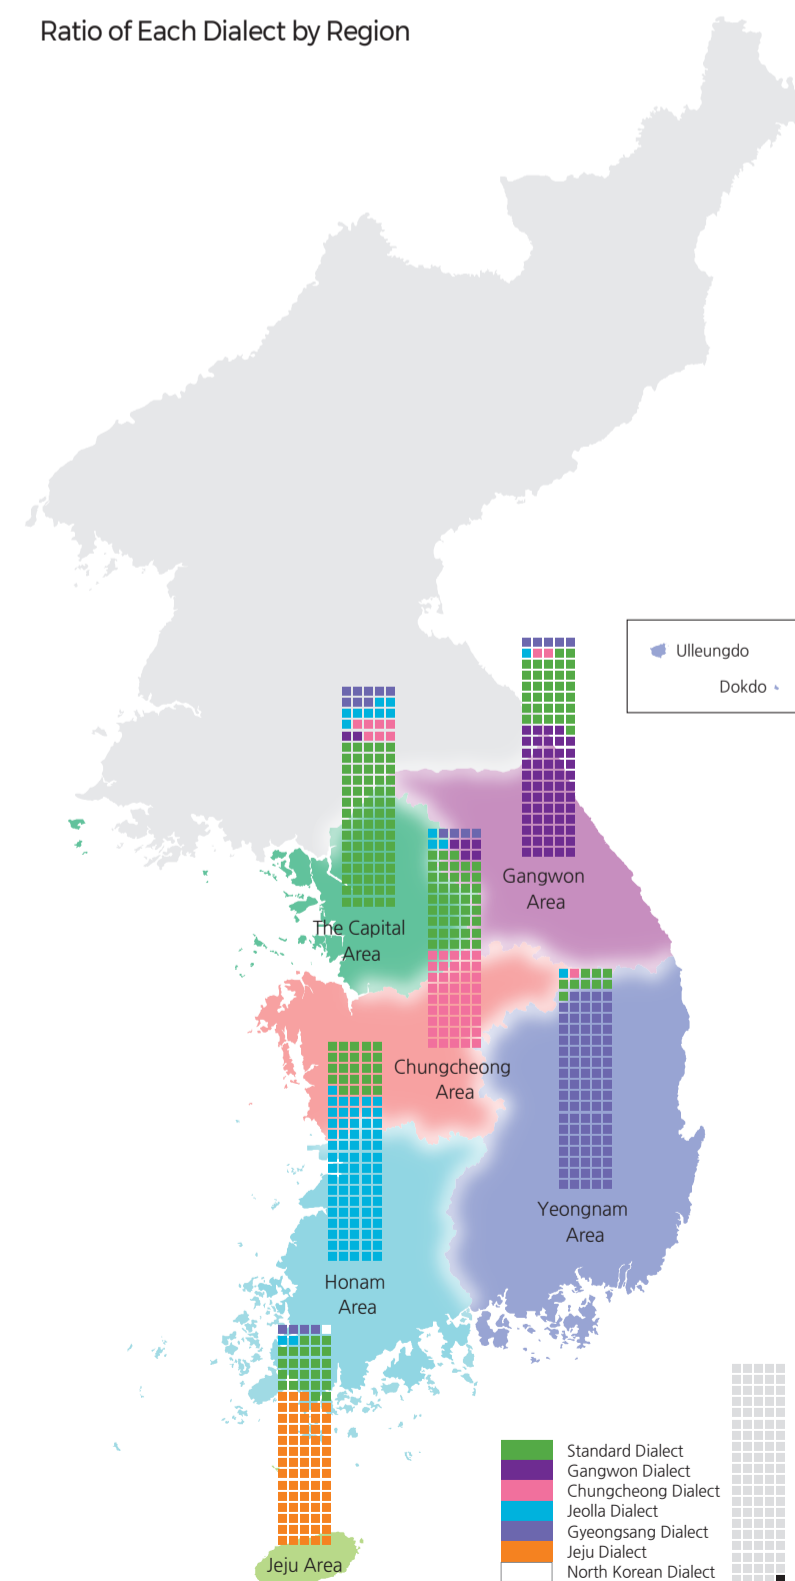 Ratio of Each Dialect by Region
Ulleungdo
Dokdo
Gangwon
Area
The Capital
Area
Chungcheong
Area
Yeongnam
Area
Honam
Area
Jeju Area
Standard Dialect
Gangwon Dialect
Chungcheong Dialect
Jeolla Dialect
Gyeongsang Dialect
Jeju Dialect
North Korean Dialect